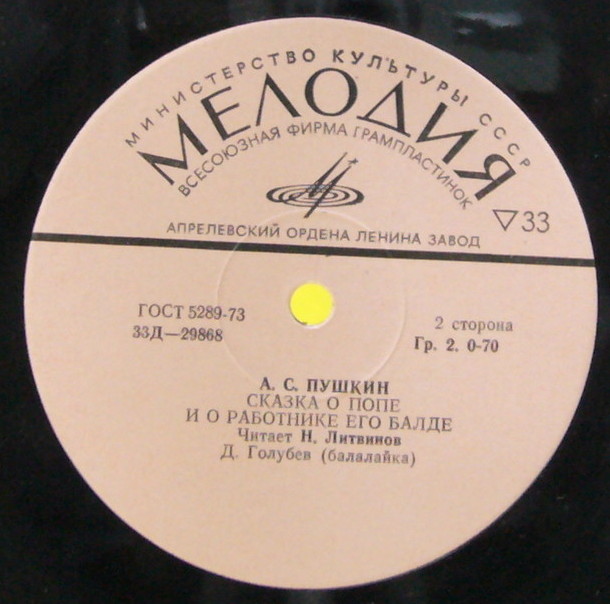 МИНИСТЕРСТВО КУЛЬТУРЫ СССР
МЕЛОДИЯ
ВСЕСОЮЗНАЯ ФИРМА ГРАМПЛАСТИНОК
▽33
АПРЕЛЕВСКИЙ ОРДЕНА ЛЕНИНА ЗАВОД
ГОСТ 5289-73
33Д—29868
2 сторона
Гр. 2. 0-70
А. С. ПУШКИН
СКАЗКА О ПОПЕ
И О РАБОТНИКЕ ЕГО БАЛДЕ
Читает Н. Литвинов
Д. Голубев (балалайка)